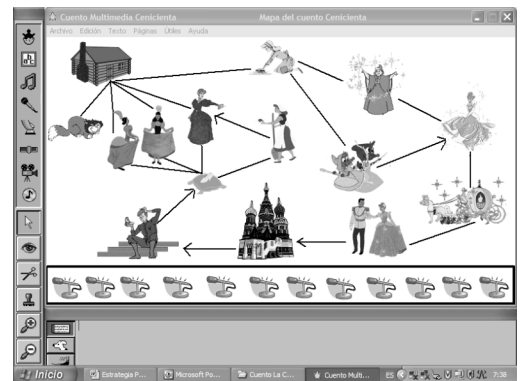 Cuento Multimedia Cenicienta Mapa del cuento Cenicienta
Archivo Edición Texto Páginas Útiles Ayuda
Inicio Estrategia P... Microsoft Po... Cuento La C... Cuento Multi... ES 7:38